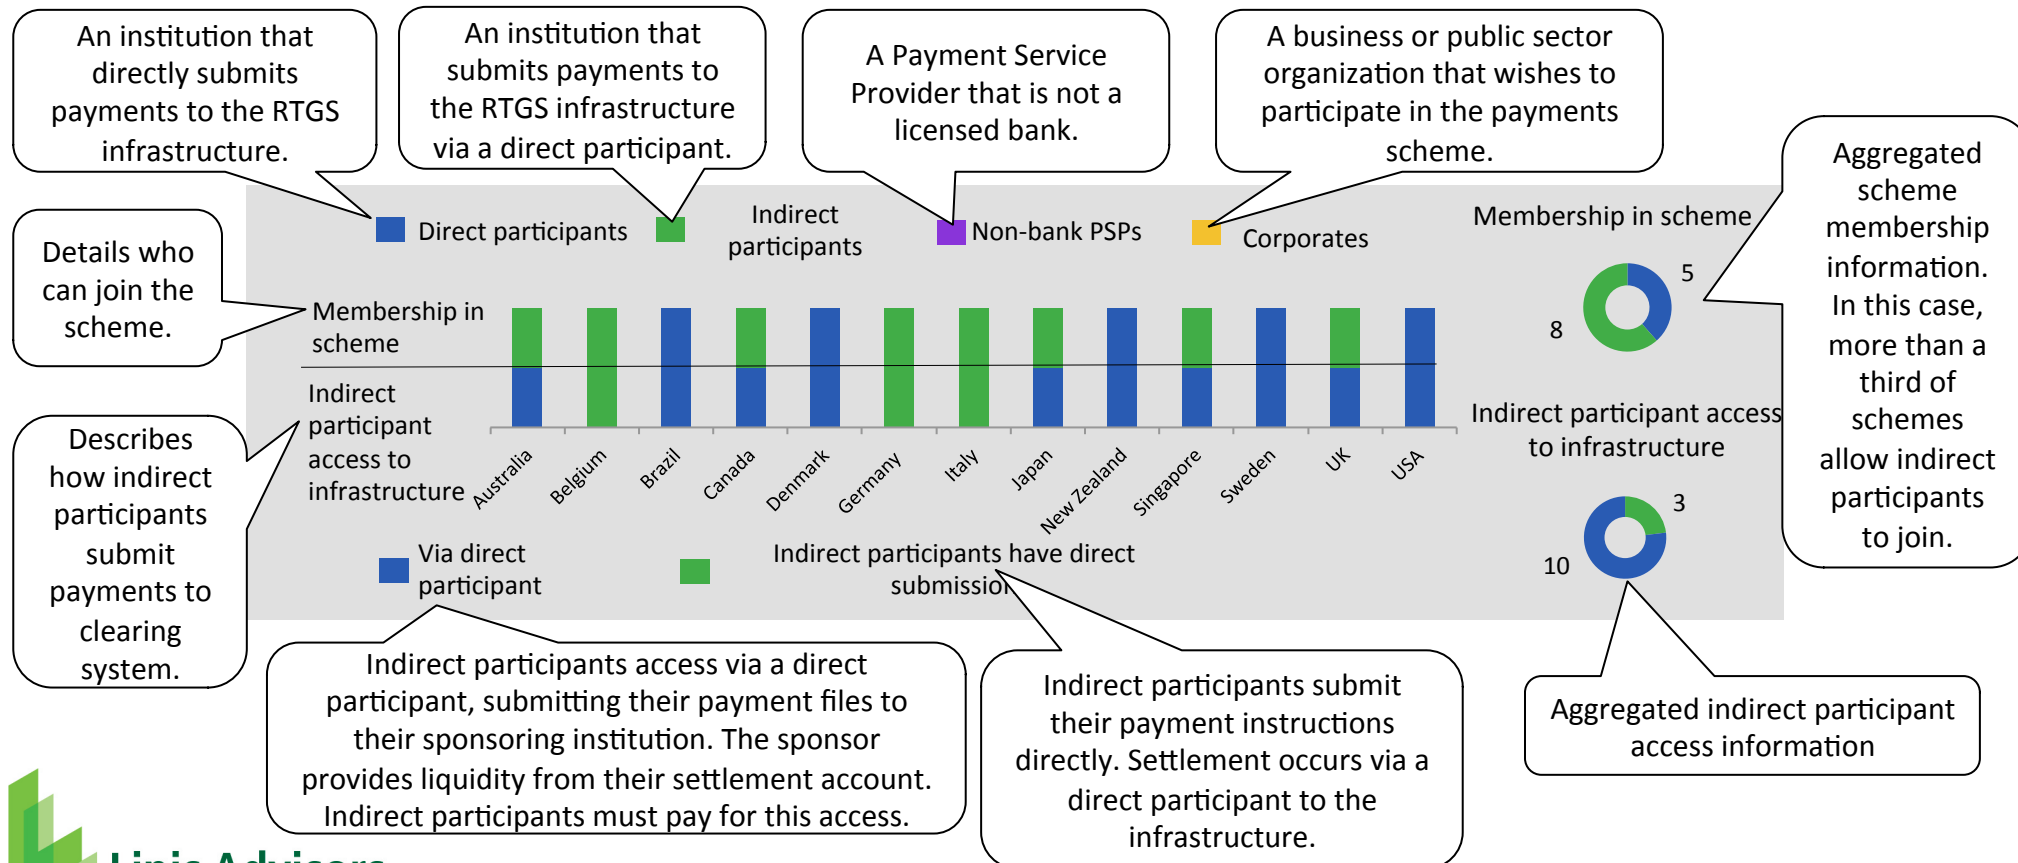 An institution that
directly submits
payments to the RTGS
infrastructure.
An institution that
submits payments to
the RTGS infrastructure
via a direct participant.
A Payment Service
Provider that is not a
licensed bank.
A business or public sector
organization that wishes to
participate in the payments
scheme.
Aggregated
scheme
membership
information.
In this case,
more than a
third of
schemes
allow indirect
participants
to join.
Details who
can join the
scheme.
Direct participants
Indirect
participants
Non-bank PSPs
Corporates
Membership in scheme
5
8
Membership in
scheme
Indirect
participant
access to
infrastructure
Australia
Belgium
Brazil
Canada
Denmark
Germany
Italy
Japan
New Zealand
Singapore
Sweden
UK
USA
Indirect participant access
to infrastructure
3
10
Describes
how indirect
participants
submit
payments to
clearing
system.
Via direct
participant
Indirect participants have direct
submission
Indirect participants access via a direct
participant, submitting their payment files to
their sponsoring institution. The sponsor
provides liquidity from their settlement account.
Indirect participants must pay for this access.
Indirect participants submit
their payment instructions
directly. Settlement occurs via a
direct participant to the
infrastructure.
Aggregated indirect participant
access information
Lipis Advisors